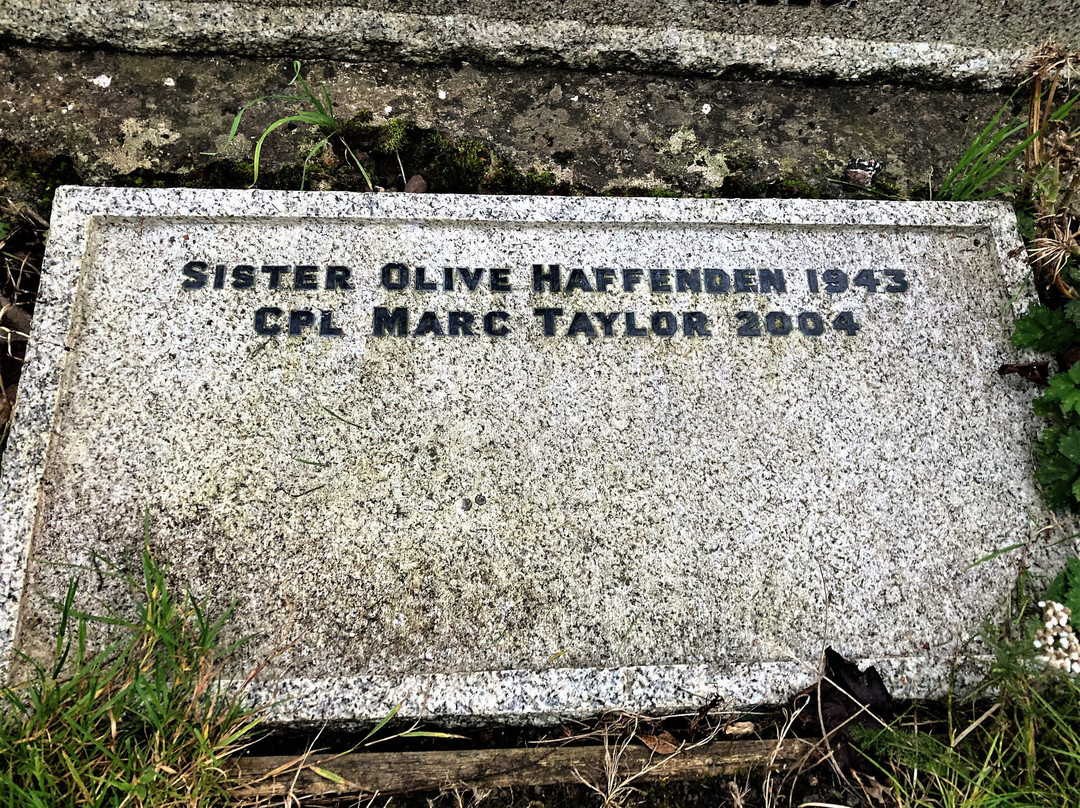 Sister Olive Haffenden 1943
Cpl Marc Taylor 2004